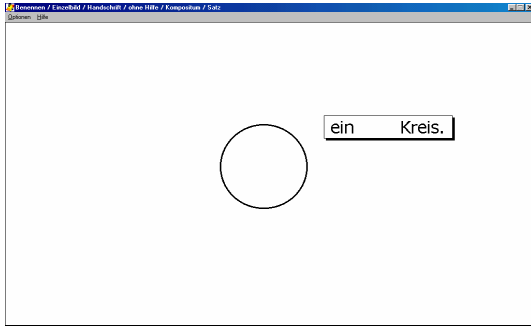 Benennen / Einzelbild / Handschrift / ohne Hilfe / Kompositum / Satz
Optionen Hilfe
ein Kreis.